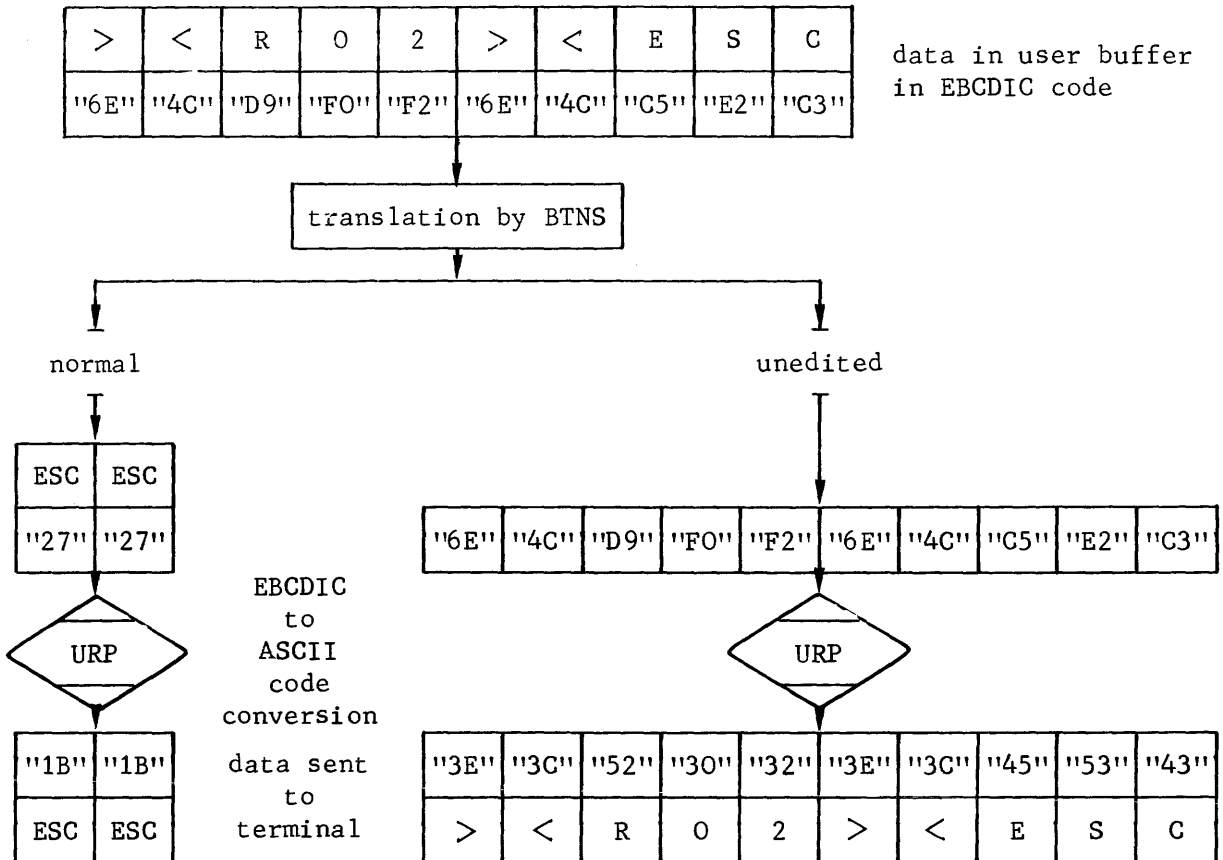 > < R 0 2 > < E S C
"6E" "4C" "D9" "F0" "F2" "6E" "4C" "C5" "E2" "C3"
data in user buffer
in EBCDIC code
translation by BTNS
normal
unedited
ESC ESC
"27" "27"
"6E" "4C" "D9" "F0" "F2" "6E" "4C" "C5" "E2" "C3"
URP
EBCDIC
to
ASCII
code
conversion
URP
"1B" "1B"
ESC ESC
data sent
to
terminal
"3E" "3C" "52" "30" "32" "3E" "3C" "45" "53" "43"
> < R 0 2 > < E S C